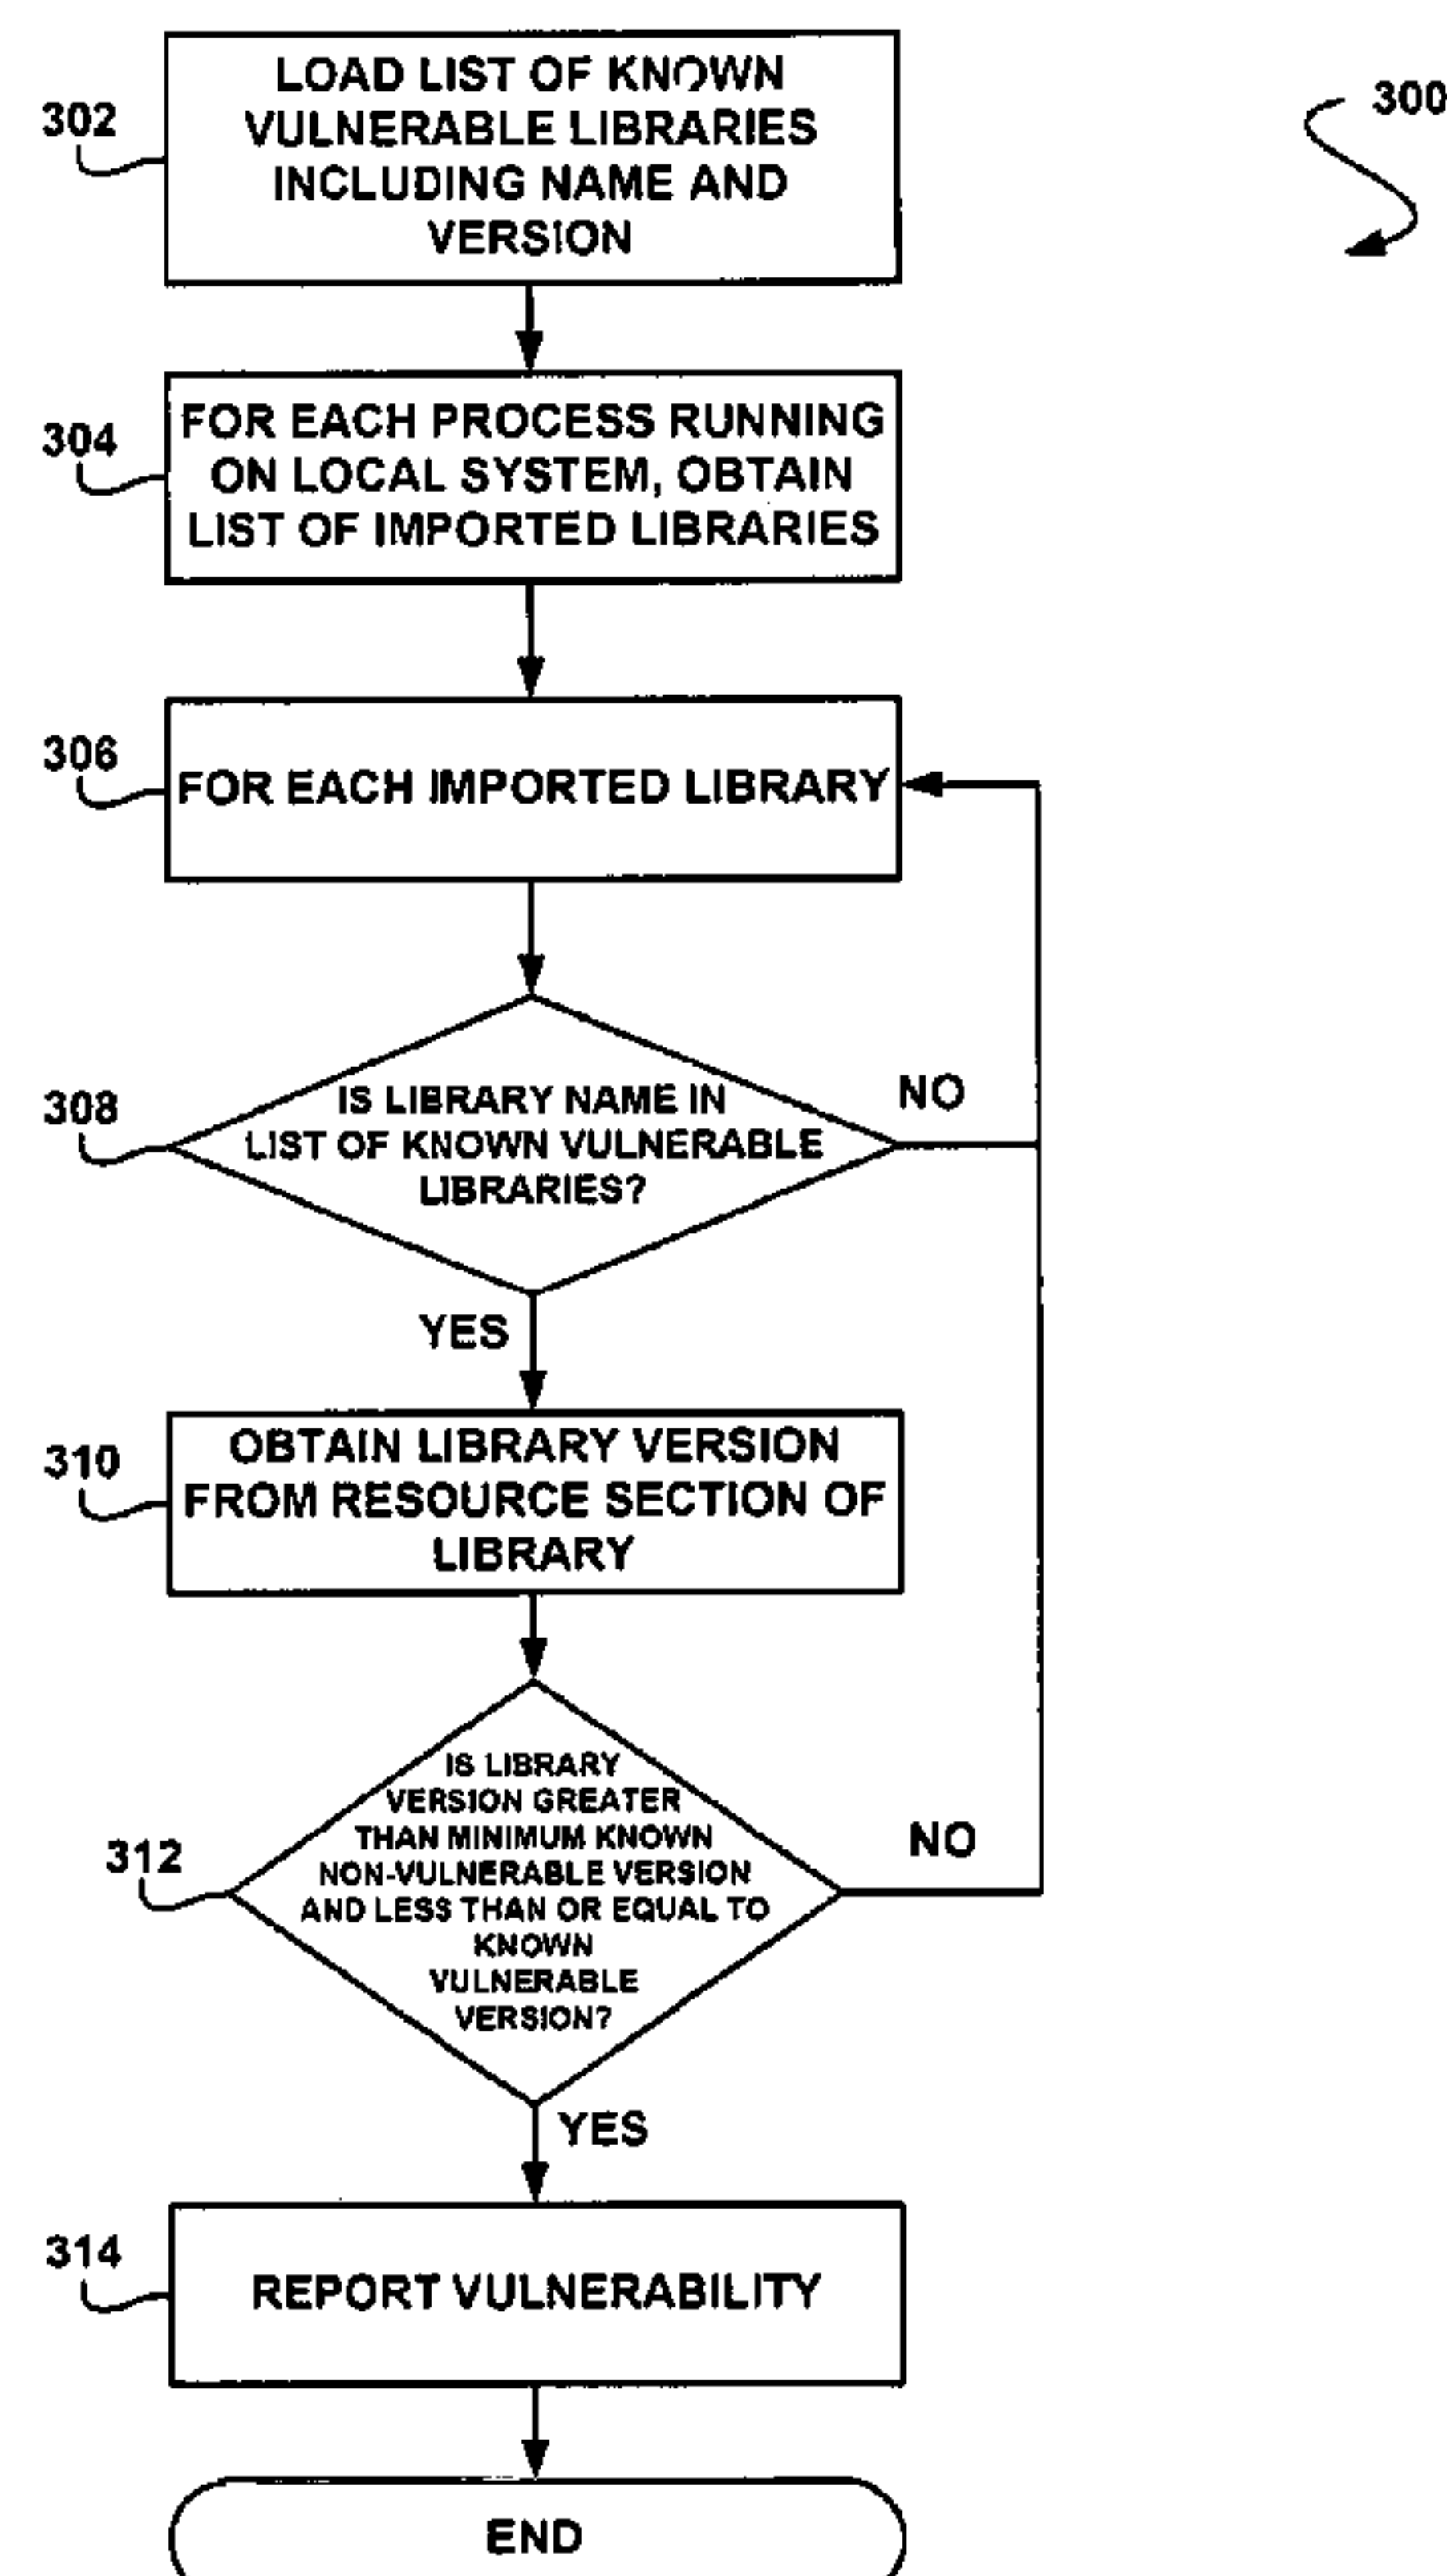 300
302
LOAD LIST OF KNOWN
VULNERABLE LIBRARIES
INCLUDING NAME AND
VERSION
304
FOR EACH PROCESS RUNNING
ON LOCAL SYSTEM, OBTAIN
LIST OF IMPORTED LIBRARIES
306
FOR EACH IMPORTED LIBRARY
308
IS LIBRARY NAME IN
LIST OF KNOWN VULNERABLE
LIBRARIES?
NO
YES
310
OBTAIN LIBRARY VERSION
FROM RESOURCE SECTION OF
LIBRARY
312
IS LIBRARY
VERSION GREATER
THAN MINIMUM KNOWN
NON-VULNERABLE VERSION
AND LESS THAN OR EQUAL TO
KNOWN
VULNERABLE
VERSION?
NO
YES
314
REPORT VULNERABILITY
END